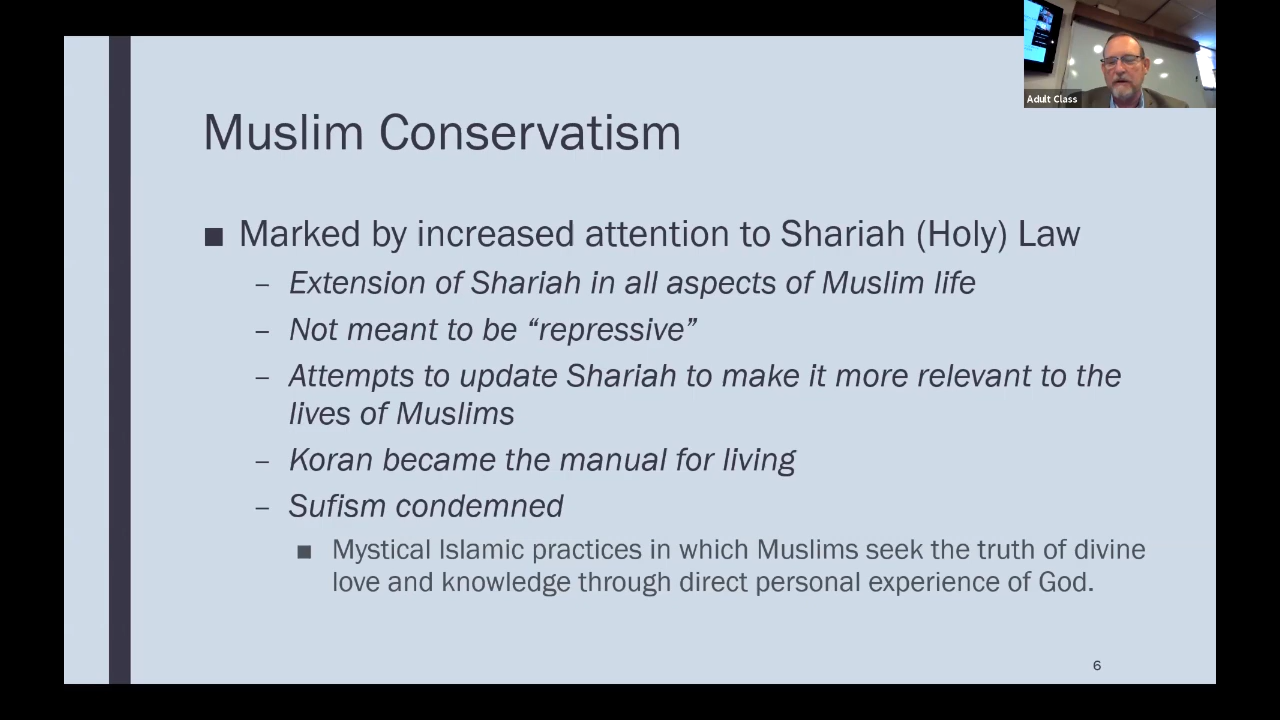 Adult Class
Muslim Conservatism
■ Marked by increased attention to Shariah (Holy) Law
– Extension of Shariah in all aspects of Muslim life
– Not meant to be “repressive”
– Attempts to update Shariah to make it more relevant to the
lives of Muslims
– Koran became the manual for living
– Sufism condemned
■ Mystical Islamic practices in which Muslims seek the truth of divine
love and knowledge through direct personal experience of God.
6